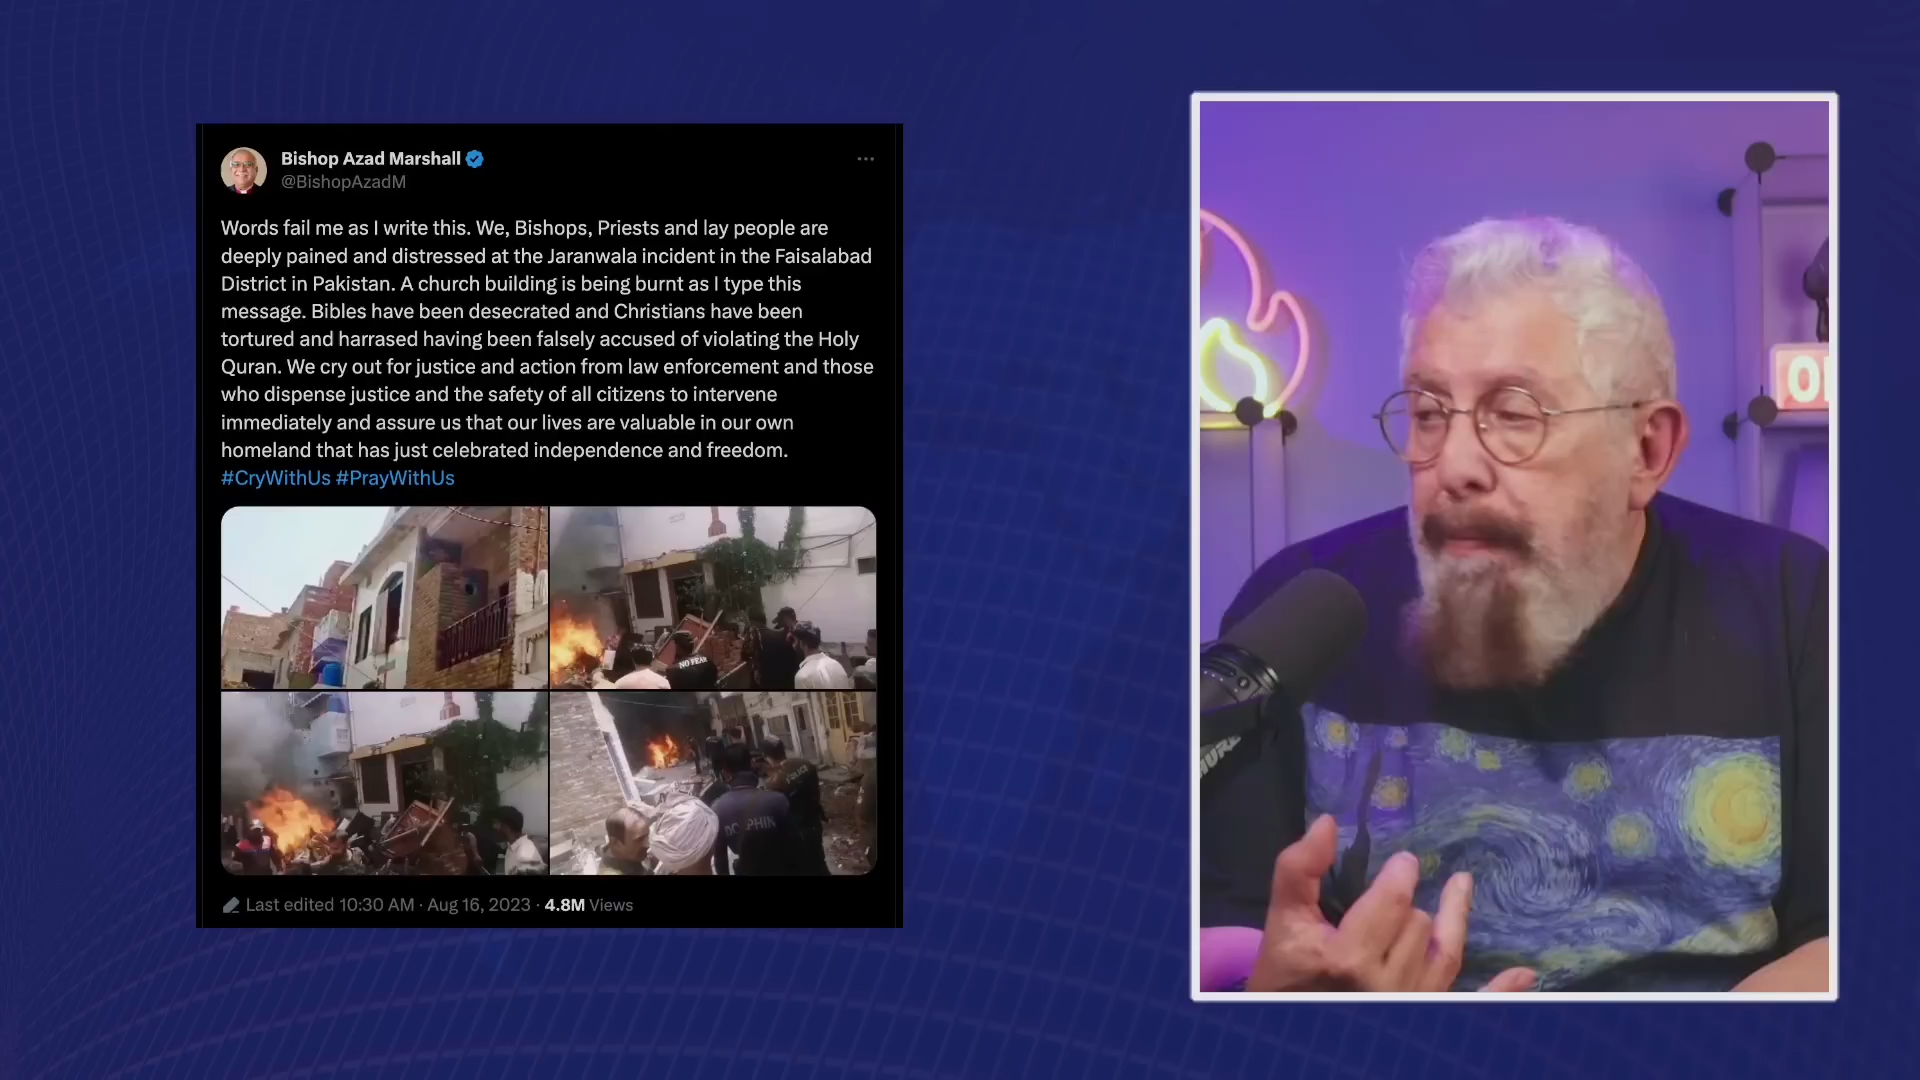 Bishop Azad Marshall
@BishopAzadM
Words fail me as I write this. We, Bishops, Priests and lay people are
deeply pained and distressed at the Jaranwala incident in the Faisalabad
District in Pakistan. A church building is being burnt as I type this
message. Bibles have been desecrated and Christians have been
tortured and harrased having been falsely accused of violating the Holy
Quran. We cry out for justice and action from law enforcement and those
who dispense justice and the safety of all citizens to intervene
immediately and assure us that our lives are valuable in our own
homeland that has just celebrated independence and freedom.
#CryWithUs #PrayWithUs
NO FEAR
DOLPHIN
POLICE
Last edited 10:30 AM · Aug 16, 2023 · 4.8M Views
SHURE